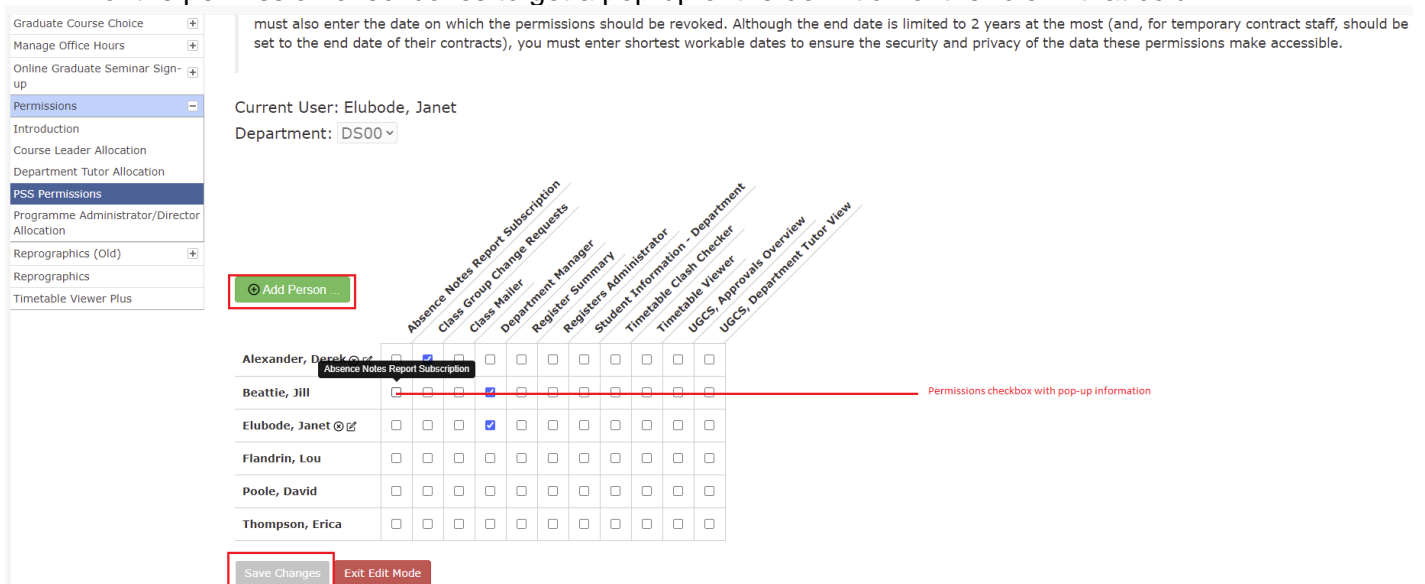 Graduate Course Choice
Manage Office Hours
Online Graduate Seminar Sign-
up
Permissions
Introduction
Course Leader Allocation
Department Tutor Allocation
PSS Permissions
Programme Administrator/Director
Allocation
Reprographics (Old)
Reprographics
Timetable Viewer Plus
must also enter the date on which the permissions should be revoked. Although the end date is limited to 2 years at the most (and, for temporary contract staff, should be
set to the end date of their contracts), you must enter shortest workable dates to ensure the security and privacy of the data these permissions make accessible.
Current User: Elubode, Janet
Department: DS00
Add Person ...
Absence Notes Report Subscription
Class Group Change Requests
Class Mailer
Department Manager
Register Summary
Registers Administrator
Student Information - Department
Timetable Clash Checker
Timetable Viewer
UGCS, Approvals Overview
UGCS, Department Tutor View
Alexander, Derek
Absence Notes Report Subscription
Beattie, Jill
Permissions checkbox with pop-up information
Elubode, Janet
Flandrin, Lou
Poole, David
Thompson, Erica
Save Changes
Exit Edit Mode